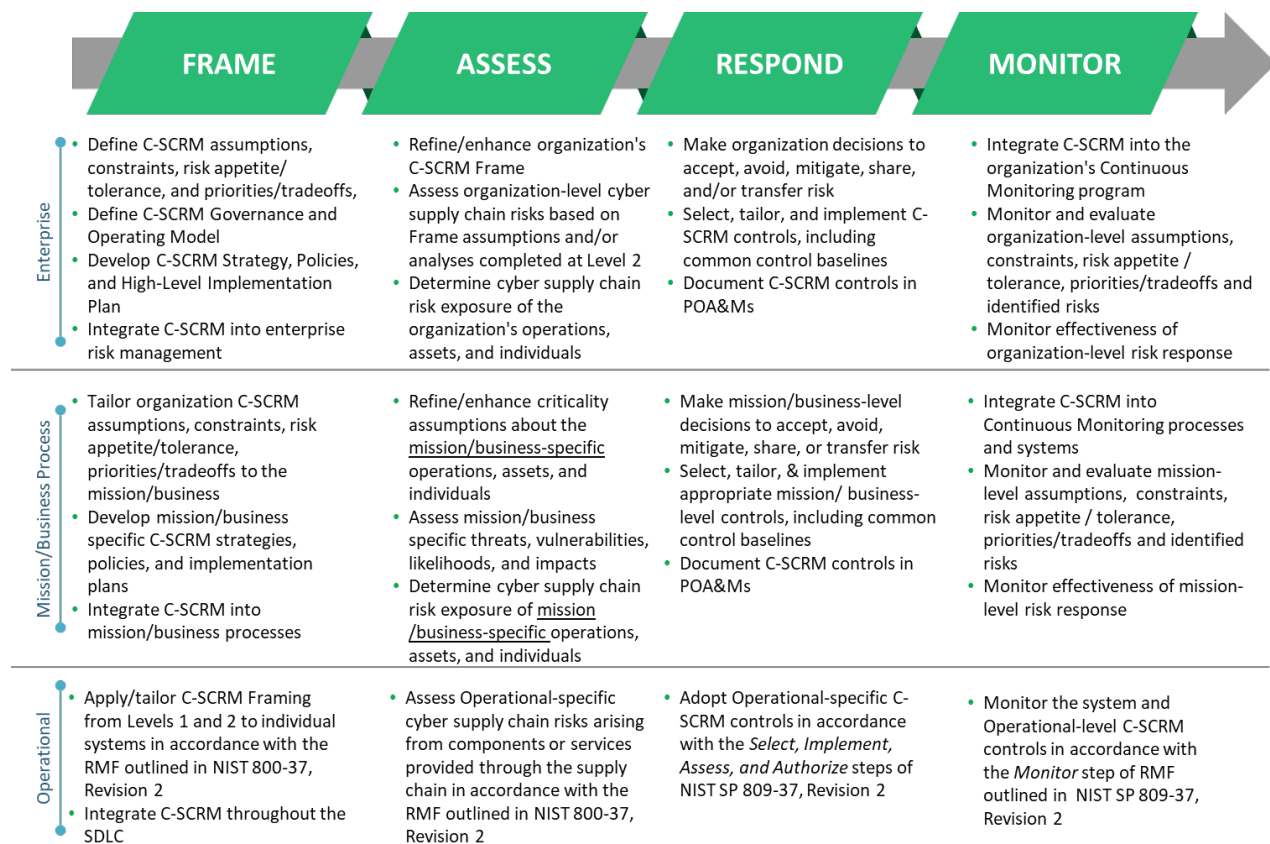 FRAME
ASSESS
RESPOND
MONITOR
Enterprise
• Define C-SCRM assumptions,
constraints, risk appetite/
tolerance, and priorities/tradeoffs,
• Define C-SCRM Governance and
Operating Model
• Develop C-SCRM Strategy, Policies,
and High-Level Implementation
Plan
• Integrate C-SCRM into enterprise
risk management
• Refine/enhance organization's
C-SCRM Frame
• Assess organization-level cyber
supply chain risks based on
Frame assumptions and/or
analyses completed at Level 2
• Determine cyber supply chain
risk exposure of the
organization's operations,
assets, and individuals
• Make organization decisions to
accept, avoid, mitigate, share,
and/or transfer risk
• Select, tailor, and implement C-
SCRM controls, including
common control baselines
• Document C-SCRM controls in
POA&Ms
• Integrate C-SCRM into the
organization's Continuous
Monitoring program
• Monitor and evaluate
organization-level assumptions,
constraints, risk appetite /
tolerance, priorities/tradeoffs and
identified risks
• Monitor effectiveness of
organization-level risk response
Mission/Business Process
• Tailor organization C-SCRM
assumptions, constraints, risk
appetite/tolerance,
priorities/tradeoffs to the
mission/business
• Develop mission/business
specific C-SCRM strategies,
policies, and implementation
plans
• Integrate C-SCRM into
mission/business processes
• Refine/enhance criticality
assumptions about the
mission/business-specific
operations, assets, and
individuals
• Assess mission/business
specific threats, vulnerabilities,
likelihoods, and impacts
• Determine cyber supply chain
risk exposure of mission
/business-specific operations,
assets, and individuals
• Make mission/business-level
decisions to accept, avoid,
mitigate, share, or transfer risk
• Select, tailor, & implement
appropriate mission/ business-
level controls, including common
control baselines
• Document C-SCRM controls in
POA&Ms
• Integrate C-SCRM into
Continuous Monitoring processes
and systems
• Monitor and evaluate mission-
level assumptions, constraints,
risk appetite / tolerance,
priorities/tradeoffs and identified
risks
• Monitor effectiveness of mission-
level risk response
Operational
• Apply/tailor C-SCRM Framing
from Levels 1 and 2 to individual
systems in accordance with the
RMF outlined in NIST 800-37,
Revision 2
• Integrate C-SCRM throughout the
SDLC
• Assess Operational-specific
cyber supply chain risks arising
from components or services
provided through the supply
chain in accordance with the
RMF outlined in NIST 800-37,
Revision 2
• Adopt Operational-specific C-
SCRM controls in accordance
with the Select, Implement,
Assess, and Authorize steps of
NIST SP 809-37, Revision 2
• Monitor the system and
Operational-level C-SCRM
controls in accordance with
the Monitor step of RMF
outlined in NIST SP 809-37,
Revision 2